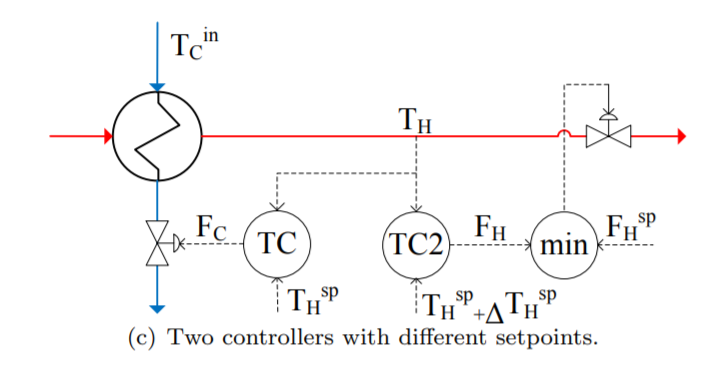 T_C^in
T_H
F_C
TC
TC2
F_H
min
F_H^sp
T_H^sp
T_H^sp+ΔT_H^sp
(c) Two controllers with different setpoints.